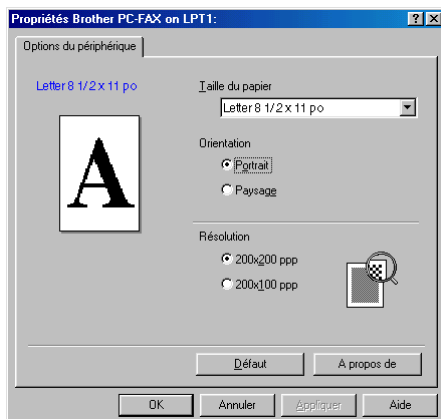 Propriétés Brother PC-FAX on LPT1:
Options du périphérique
Letter 8 1/2 x 11 po
A
Taille du papier
Letter 8 1/2 x 11 po
Orientation
Portrait
Paysage
Résolution
200x200 ppp
200x100 ppp
Défaut
A propos de
OK
Annuler
Appliquer
Aide